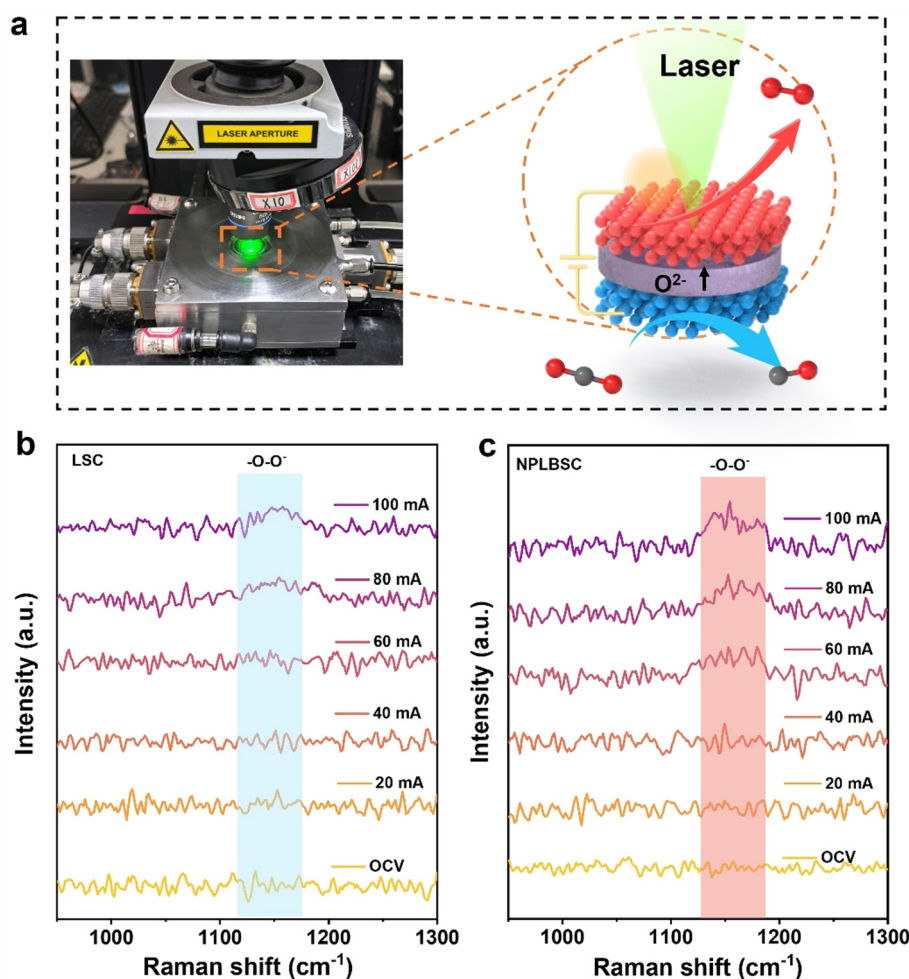 a
LASER APERTURE
X10
X100
Laser
O²⁻
b
LSC
-O-O⁻
100 mA
80 mA
60 mA
40 mA
20 mA
OCV
Intensity (a.u.)
1000 1100 1200 1300
Raman shift (cm⁻¹)
c
NPLBSC
-O-O⁻
100 mA
80 mA
60 mA
40 mA
20 mA
OCV
Intensity (a.u.)
1000 1100 1200 1300
Raman shift (cm⁻¹)